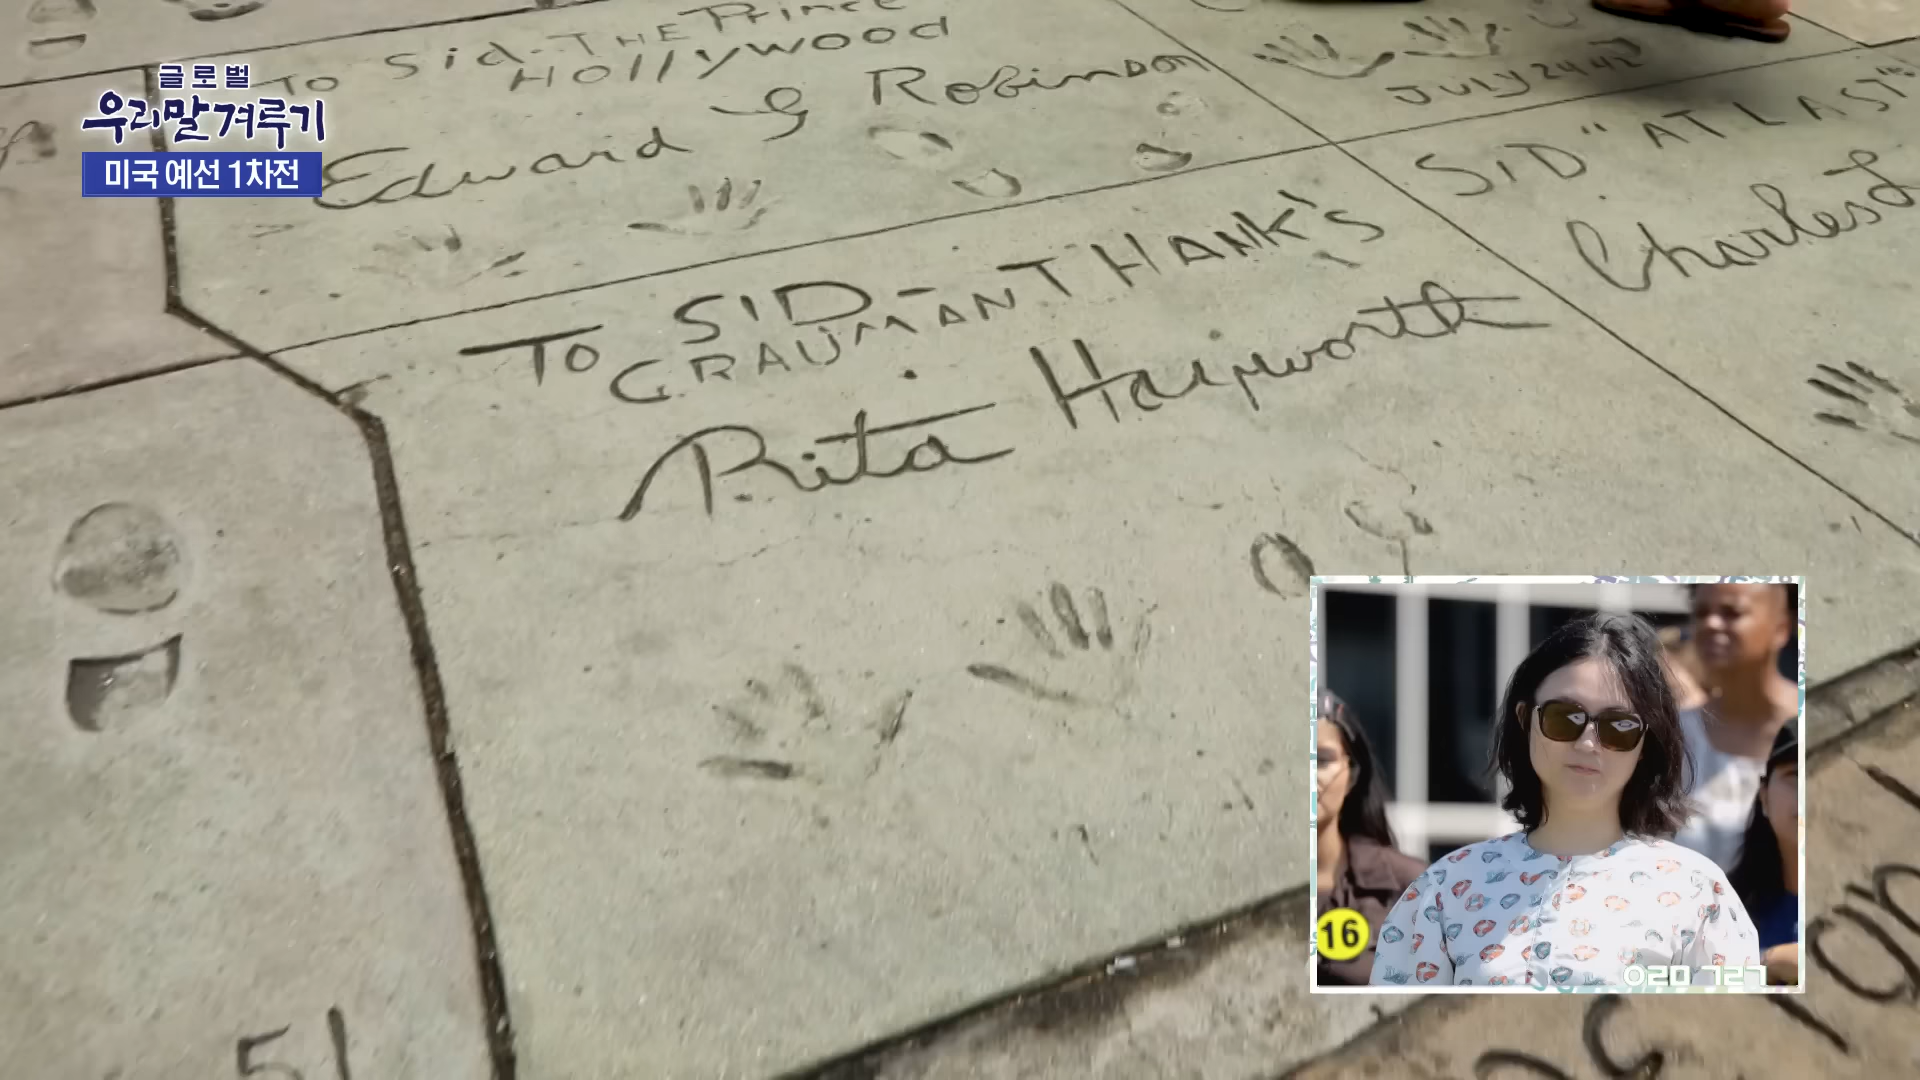 글로벌
우리말 겨루기
미국 예선 1차전
TO Sid-THE Prince
HOllywood
Edward G Robinson
JULY 24 42
SID "AT LAST"
Charles L
TO SID-
GRAUMAN THANK'S
Rita Hayworth
51
16